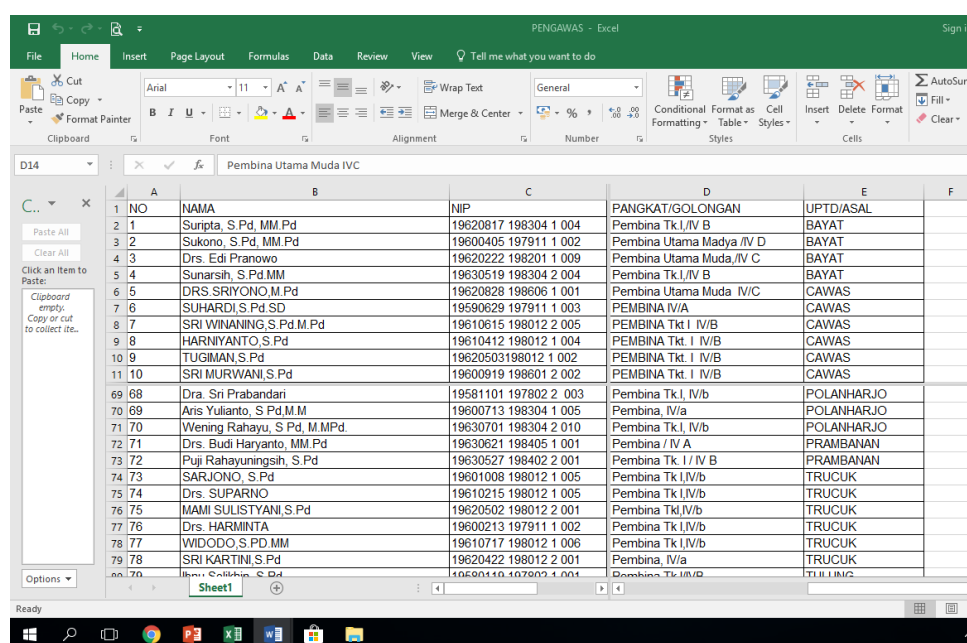 PENGAWAS - Excel
Sign i
File Home Insert Page Layout Formulas Data Review View Tell me what you want to do
Cut
Copy
Format Painter
Paste
Clipboard
Arial 11 A A
B I U A
Font
Wrap Text
Merge & Center
Alignment
General
% ,
Number
Conditional Formatting
Format as Table
Cell Styles
Styles
Insert Delete Format
Cells
AutoSur
Fill
Clear
D14 fx Pembina Utama Muda IVC
C..
Paste All
Clear All
Click an Item to Paste:
Clipboard empty.
Copy or cut to collect ite..
Options
A B C D E F
1 NO NAMA NIP PANGKAT/GOLONGAN UPTD/ASAL
2 1 Suripta, S.Pd, MM.Pd 19620817 198304 1 004 Pembina Tk.I,/IV B BAYAT
3 2 Sukono, S.Pd, MM.Pd 19600405 197911 1 002 Pembina Utama Madya /IV D BAYAT
4 3 Drs. Edi Pranowo 19620222 198201 1 009 Pembina Utama Muda,/IV C BAYAT
5 4 Sunarsih, S.Pd.MM 19630519 198304 2 004 Pembina Tk.I,/IV B BAYAT
6 5 DRS.SRIYONO,M.Pd 19620828 198606 1 001 Pembina Utama Muda IV/C CAWAS
7 6 SUHARDI,S.Pd.SD 19590629 197911 1 003 PEMBINA IV/A CAWAS
8 7 SRI WINANING,S.Pd.M.Pd 19610615 198012 2 005 PEMBINA Tkt I IV/B CAWAS
9 8 HARNIYANTO,S.Pd 19610412 198012 1 004 PEMBINA Tkt. I IV/B CAWAS
10 9 TUGIMAN,S.Pd 19620503198012 1 002 PEMBINA Tkt. I IV/B CAWAS
11 10 SRI MURWANI,S.Pd 19600919 198601 2 002 PEMBINA Tkt. I IV/B CAWAS
69 68 Dra. Sri Prabandari 19581101 197802 2 003 Pembina Tk.I, IV/b POLANHARJO
70 69 Aris Yulianto, S Pd,M.M 19600713 198304 1 005 Pembina, IV/a POLANHARJO
71 70 Wening Rahayu, S Pd, M.MPd. 19630701 198304 2 010 Pembina Tk.I, IV/b POLANHARJO
72 71 Drs. Budi Haryanto, MM.Pd 19630621 198405 1 001 Pembina / IV A PRAMBANAN
73 72 Puji Rahayuningsih, S.Pd 19630527 198402 2 001 Pembina Tk. I / IV B PRAMBANAN
74 73 SARJONO, S.Pd 19601008 198012 1 005 Pembina Tk I,IV/b TRUCUK
75 74 Drs. SUPARNO 19610215 198012 1 005 Pembina Tk I,IV/b TRUCUK
76 75 MAMI SULISTYANI,S.Pd 19620502 198012 2 001 Pembina TkI,IV/b TRUCUK
77 76 Drs. HARMINTA 19600213 197911 1 002 Pembina Tk I,IV/b TRUCUK
78 77 WIDODO,S.PD.MM 19610717 198012 1 006 Pembina Tk I,IV/b TRUCUK
79 78 SRI KARTINI,S.Pd 19620422 198012 2 001 Pembina, IV/a TRUCUK
Sheet1
Ready